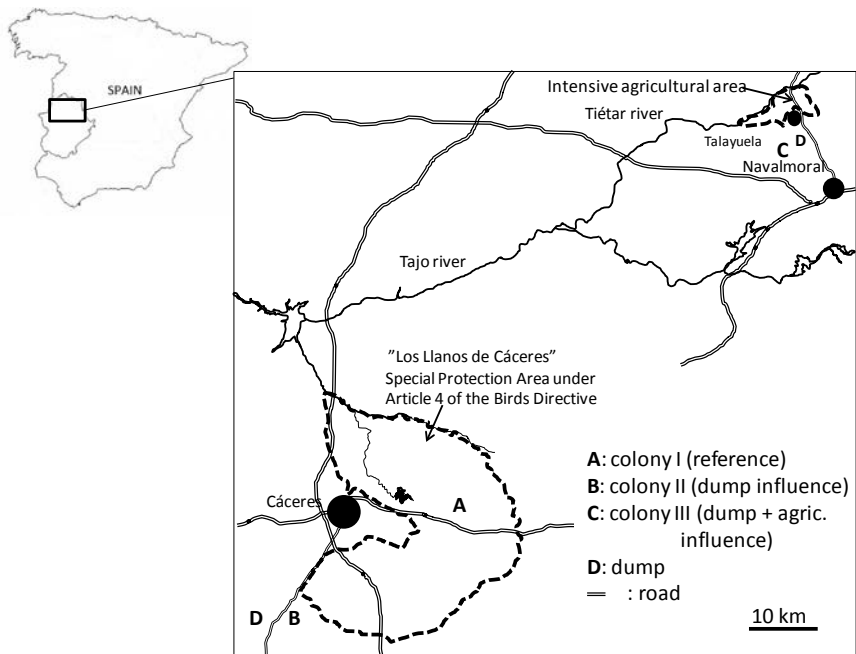 SPAIN
Intensive agricultural area
Tiétar river
Talayuela
C
D
Navalmoral
Tajo river
”Los Llanos de Cáceres”
Special Protection Area under
Article 4 of the Birds Directive
Cáceres
A
D
B
A: colony I (reference)
B: colony II (dump influence)
C: colony III (dump + agric.
influence)
D: dump
: road
10 km